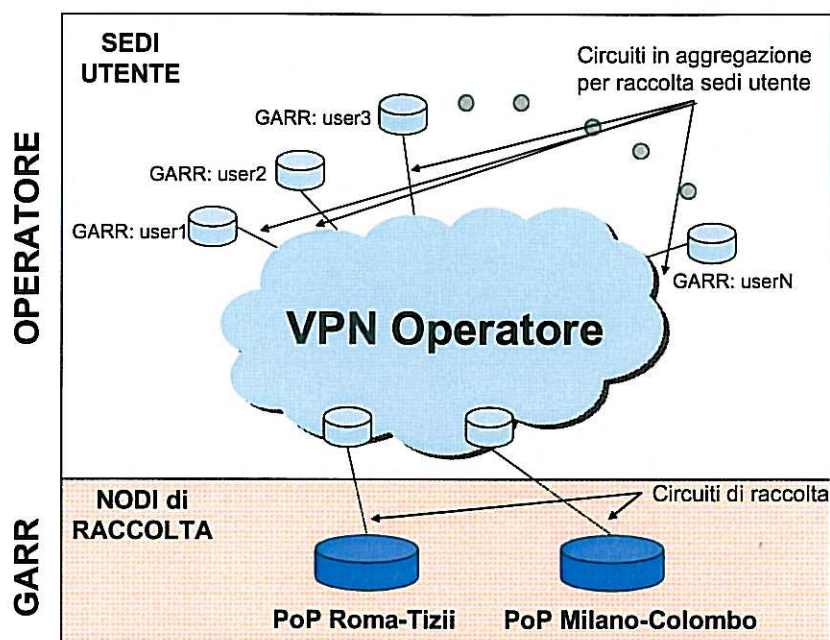 SEDI
UTENTE
Circuiti in aggregazione
per raccolta sedi utente
GARR: user3
GARR: user2
GARR: user1
GARR: userN
OPERATORE
VPN Operatore
NODI di
RACCOLTA
Circuiti di raccolta
GARR
PoP Roma-Tizii
PoP Milano-Colombo